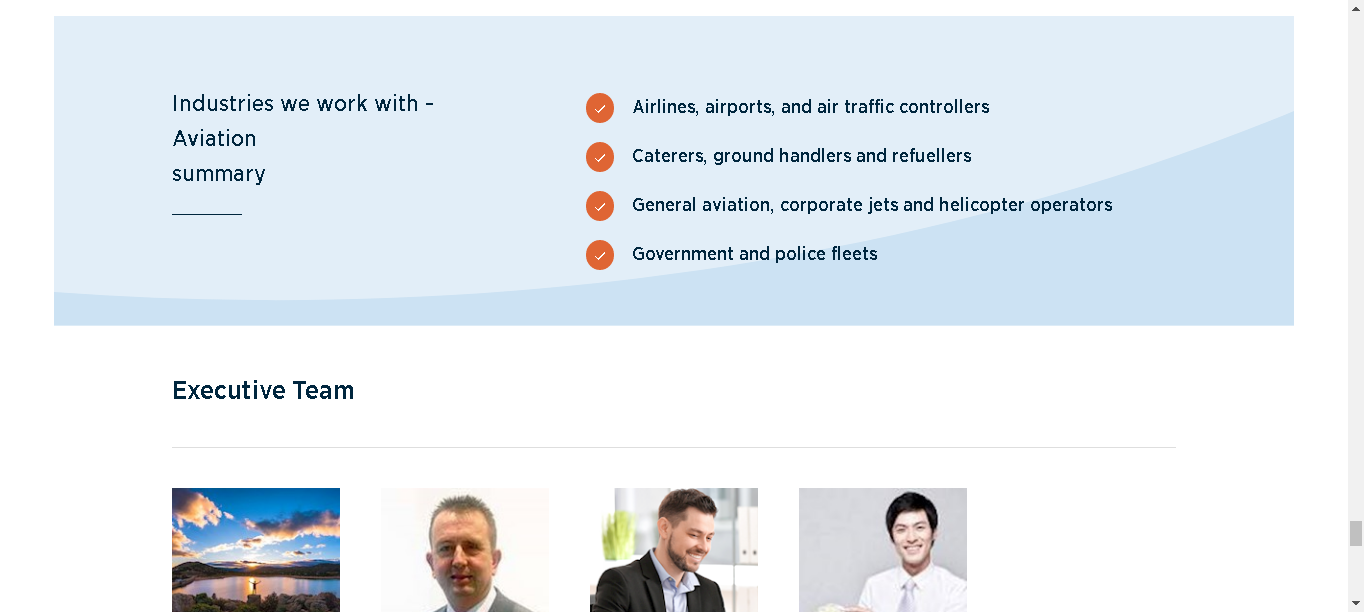 Industries we work with -
Aviation
summary
Airlines, airports, and air traffic controllers
Caterers, ground handlers and refuellers
General aviation, corporate jets and helicopter operators
Government and police fleets
Executive Team